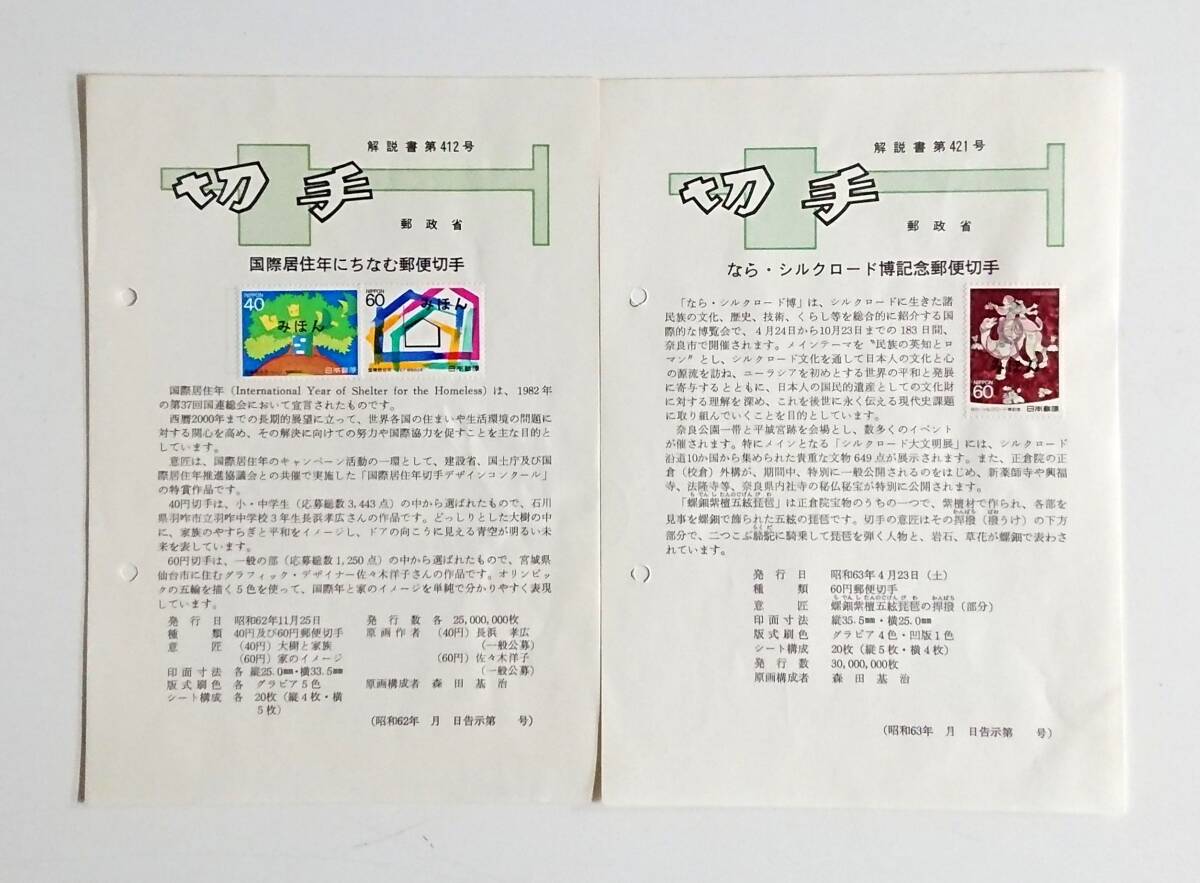 解説書第412号
切手
郵政省
国際居住年にちなむ郵便切手
NIPPON
40
みほん
日本郵便
NIPPON
60
みほん
日本郵便
国際居住年（International Year of Shelter for the Homeless）は、1982年
の第37回国連総会において宣言されたものです。
西暦2000年までの長期的展望に立って、世界各国の住まいや生活環境の問題に
対する関心を高め、その解決に向けての努力や国際協力を促すことを主な目的と
しています。
意匠は、国際居住年のキャンペーン活動の一環として、建設省、国土庁及び国
際居住年推進協議会との共催で実施した「国際居住年切手デザインコンクール」
の特賞作品です。
40円切手は、小・中学生（応募総数3,443点）の中から選ばれたもので、石川
県羽咋市立羽咋中学校3年生長浜孝広さんの作品です。どっしりとした大樹の中
に、家族のやすらぎと平和をイメージし、ドアの向こうに見える青空が明るい未
来を表しています。
60円切手は、一般の部（応募総数1,250点）の中から選ばれたもので、宮城県
仙台市に住むグラフィック・デザイナー佐々木洋子さんの作品です。オリンピッ
クの五輪を描く5色を使って、国際年と家のイメージを単純で分かりやすく表現
しています。
発行日 昭和62年11月25日
種類 40円及び60円郵便切手
意匠 （40円）大樹と家族
（60円）家のイメージ
印面寸法 各 縦25.0㎜・横33.5㎜
版式刷色 各 グラビア5色
シート構成 各 20枚（縦4枚・横
5枚）
発行数 各 25,000,000枚
原画作者 （40円）長浜孝広
（一般公募）
（60円）佐々木洋子
（一般公募）
原画構成者 森田基治
（昭和62年 月 日告示第 号）
解説書第421号
切手
郵政省
なら・シルクロード博記念郵便切手
「なら・シルクロード博」は、シルクロードに生きた諸
民族の文化、歴史、技術、くらし等を総合的に紹介する国
際的な博覧会で、4月24日から10月23日までの183日間、
奈良市で開催されます。メインテーマを〝民族の英知とロ
マン〟とし、シルクロード文化を通して日本人の文化と心
の源流を訪ね、ユーラシアを初めとする世界の平和と発展
に寄与するとともに、日本人の国民的遺産としての文化財
に対する理解を深め、これを後世に永く伝える現代史課題
に取り組んでいくことを目的としています。
NIPPON
60
日本郵便
奈良公園一帯と平城宮跡を会場とし、数多くのイベント
が催されます。特にメインとなる「シルクロード大文明展」には、シルクロード
沿道10か国から集められた貴重な文物649点が展示されます。また、正倉院の正
倉（校倉）外構が、期間中、特別に一般公開されるのをはじめ、新薬師寺や興福
寺、法隆寺等、奈良県内社寺の秘仏秘宝が特別に公開されます。
らでんしたんのごげんびわ
「螺鈿紫檀五絃琵琶」は正倉院宝物のうちの一つで、紫檀材で作られ、各部を
見事を螺鈿で飾られた五絃の琵琶です。切手の意匠はその捍撥（撥うけ）の下方
部分で、二つこぶ駱駝に騎乗して琵琶を弾く人物と、岩石、草花が螺鈿で表わさ
れています。
発行日 昭和63年4月23日（土）
種類 60円郵便切手
意匠 螺鈿紫檀五絃琵琶の捍撥（部分）
印面寸法 縦35.5㎜・横25.0㎜
版式刷色 グラビア4色・凹版1色
シート構成 20枚（縦5枚・横4枚）
発行数 30,000,000枚
原画構成者 森田基治
（昭和63年 月 日告示第 号）